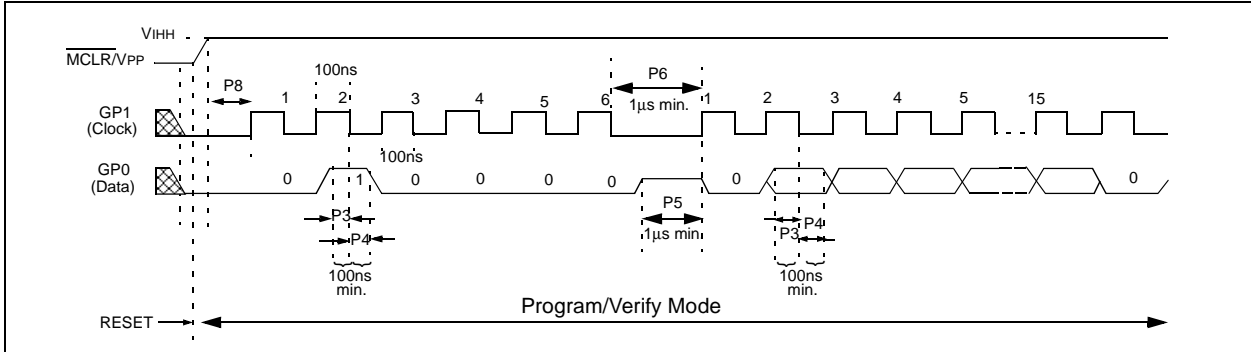 VIHH
MCLR/VPP
100ns
P8
P6
1 2 3 4 5 6 1μs min. 1 2 3 4 5 15
GP1
(Clock)
100ns
GP0
(Data)
0 1 0 0 0 0 0 0
P5
1μs min
P3
P4
100ns
min.
P4
P3
100ns
min.
Program/Verify Mode
RESET